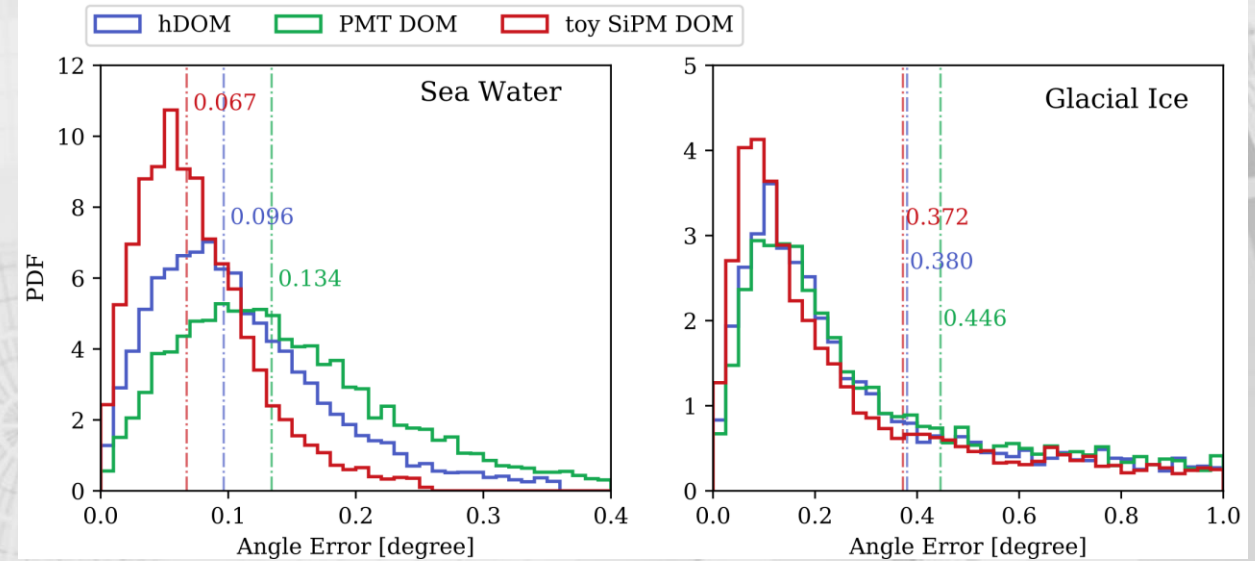 hDOM PMT DOM toy SiPM DOM
Sea Water
PDF
12
10
8
6
4
2
0
0.067
0.096
0.134
0.0 0.1 0.2 0.3 0.4
Angle Error [degree]
Glacial Ice
5
4
3
2
1
0
0.372
0.380
0.446
0.0 0.2 0.4 0.6 0.8 1.0
Angle Error [degree]